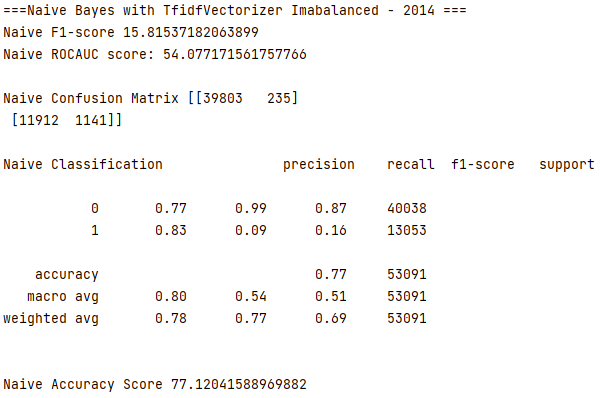 ===Naive Bayes with TfidfVectorizer Imabalanced - 2014 ===
Naive F1-score 15.81537182063899
Naive ROCAUC score: 54.077171561757766
Naive Confusion Matrix [[39803   235]
 [11912  1141]]
Naive Classification               precision    recall  f1-score   support
           0       0.77      0.99      0.87     40038
           1       0.83      0.09      0.16     13053
    accuracy                           0.77     53091
   macro avg       0.80      0.54      0.51     53091
weighted avg       0.78      0.77      0.69     53091
Naive Accuracy Score 77.12041588969882